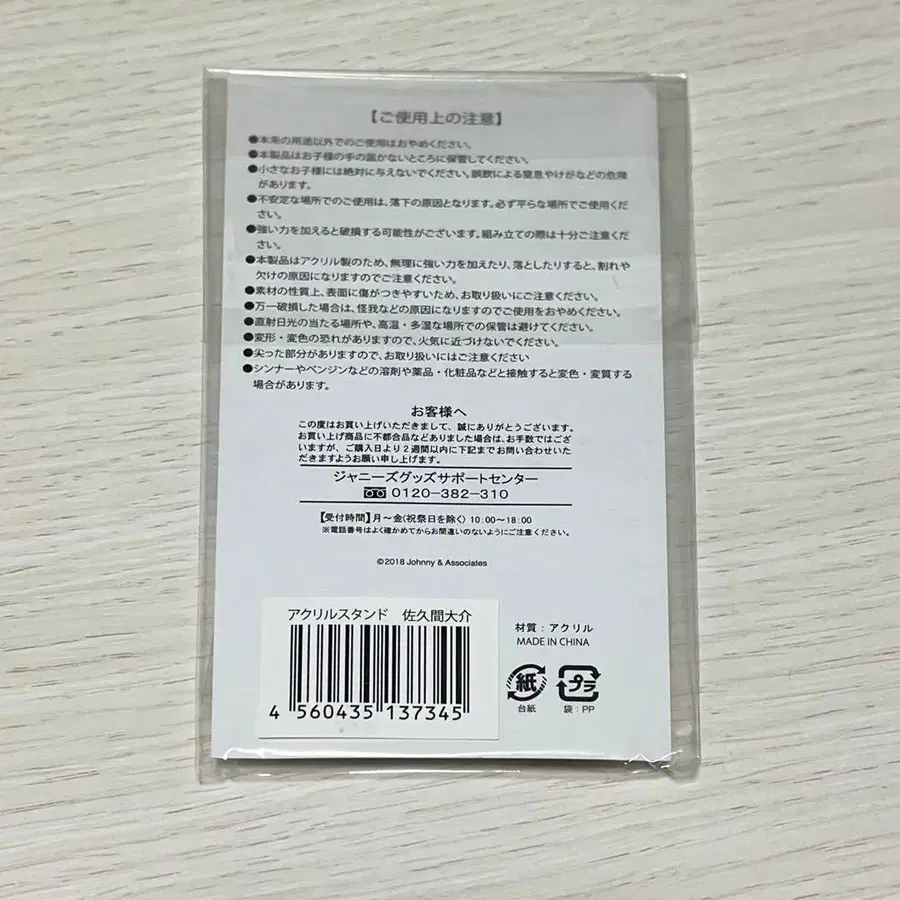 【ご使用上の注意】
●本来の用途以外でのご使用はおやめください。
●本製品はお子様の手の届かないところに保管してください。
●小さなお子様には絶対に与えないでください。誤飲による窒息やけがなどの危険
があります。
●不安定な場所でのご使用は、落下の原因となります。必ず平らな場所でご使用くだ
さい。
●強い力を加えると破損する可能性がございます。組み立ての際は十分ご注意くだ
さい。
●本製品はアクリル製のため、無理に強い力を加えたり、落としたりすると、割れや
欠けの原因になりますのでご注意ください。
●素材の性質上、表面に傷がつきやすいため、お取り扱いにご注意ください。
●万一破損した場合は、怪我などの原因になりますのでご使用をおやめください。
●直射日光の当たる場所や、高温・多湿な場所での保管は避けてください。
●変形・変色の恐れがありますので、火気に近づけないでください。
●尖った部分がありますので、お取り扱いにはご注意ください
●シンナーやベンジンなどの溶剤や薬品・化粧品などと接触すると変色・変質する
場合があります。
お客様へ
この度はお買い上げいただきまして、誠にありがとうございます。
お買い上げ商品に不都合品などありました場合は、お手数ではござ
いますが、ご購入日より2週間以内に下記までお問い合わせいた
だきますようお願い申し上げます。
ジャニーズグッズサポートセンター
0120-382-310
【受付時間】月〜金(祝祭日を除く) 10:00〜18:00
※電話番号はよく確かめてからお間違いのないようにご注意ください。
©2018 Johnny & Associates
アクリルスタンド 佐久間大介
4 560435 137345
材質：アクリル
MADE IN CHINA
紙 プラ
台紙 袋：PP